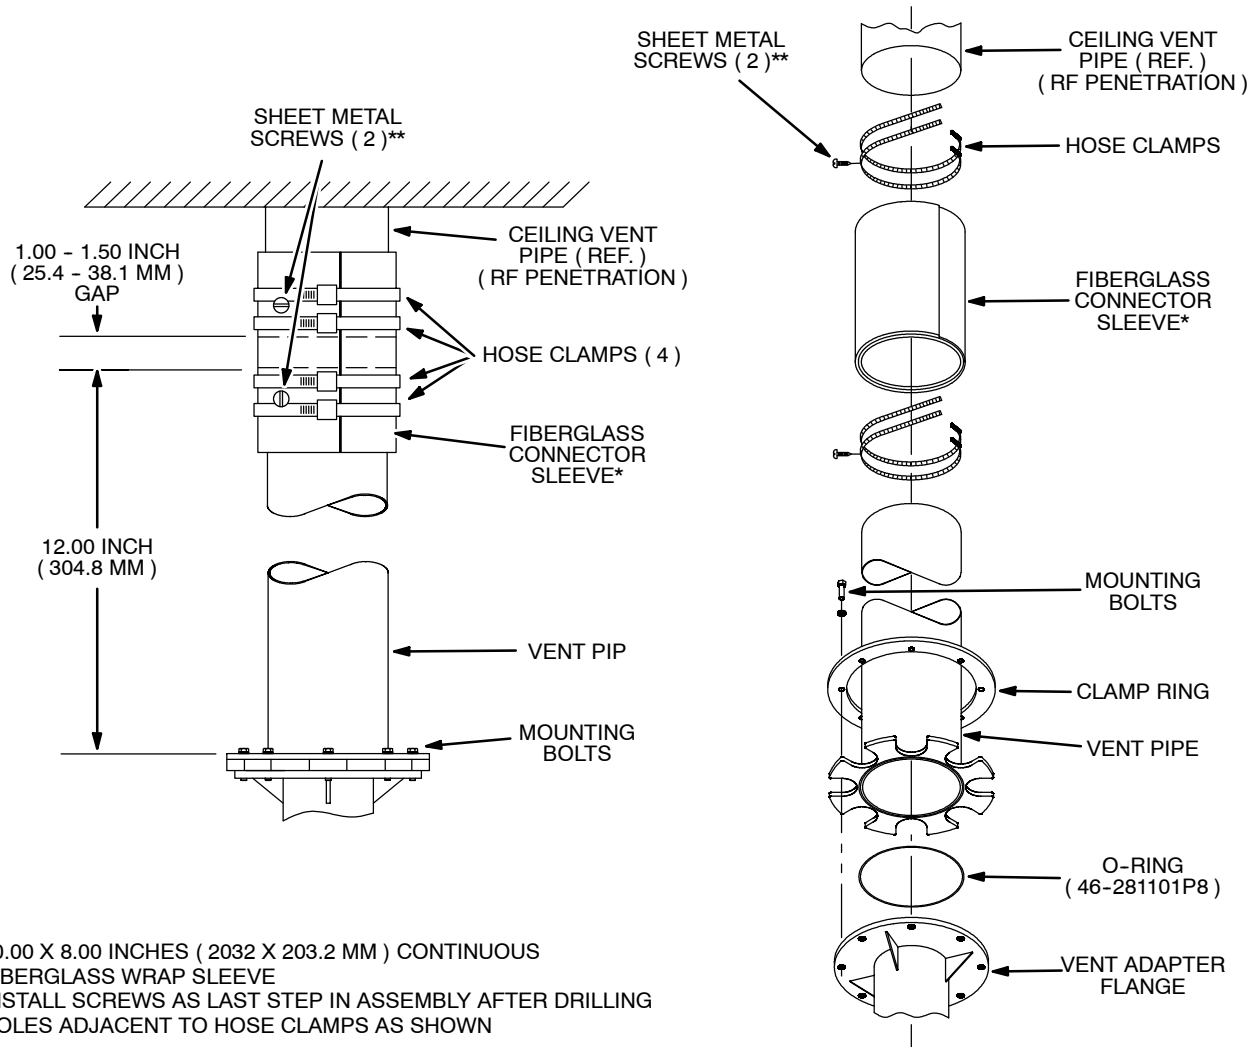 SHEET METAL
SCREWS ( 2 )**
1.00 - 1.50 INCH
( 25.4 - 38.1 MM )
GAP
CEILING VENT
PIPE ( REF. )
( RF PENETRATION )
HOSE CLAMPS ( 4 )
FIBERGLASS
CONNECTOR
SLEEVE*
12.00 INCH
( 304.8 MM )
VENT PIP
MOUNTING
BOLTS
SHEET METAL
SCREWS ( 2 )**
CEILING VENT
PIPE ( REF. )
( RF PENETRATION )
HOSE CLAMPS
FIBERGLASS
CONNECTOR
SLEEVE*
MOUNTING
BOLTS
CLAMP RING
VENT PIPE
O-RING
( 46-281101P8 )
VENT ADAPTER
FLANGE
0.00 X 8.00 INCHES ( 2032 X 203.2 MM ) CONTINUOUS
BERGLASS WRAP SLEEVE
STALL SCREWS AS LAST STEP IN ASSEMBLY AFTER DRILLING
OLES ADJACENT TO HOSE CLAMPS AS SHOWN